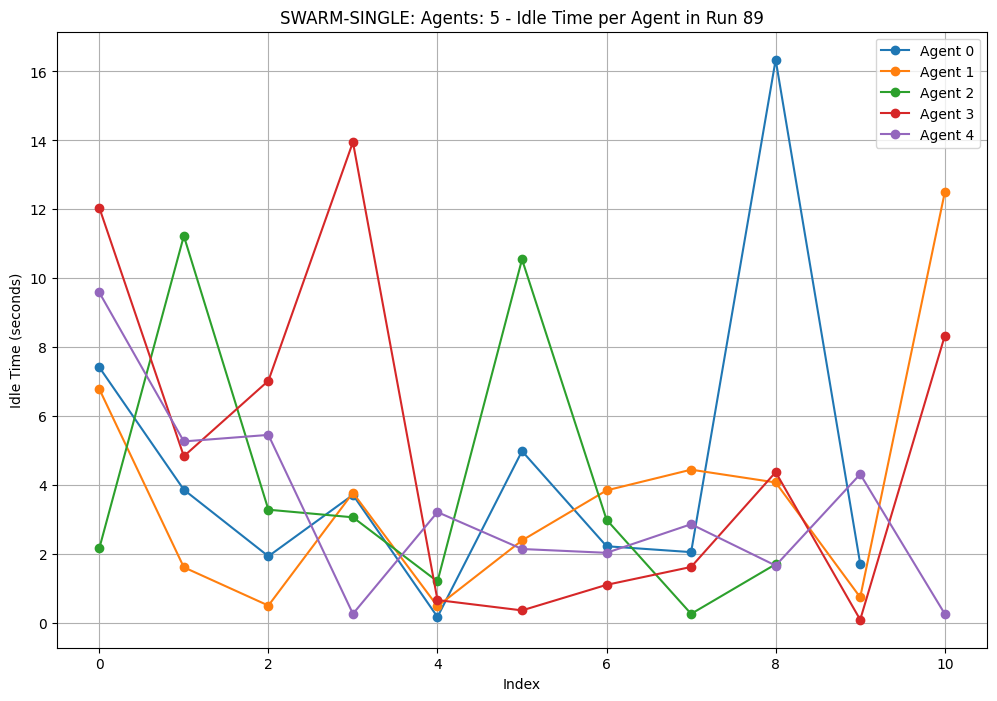 SWARM-SINGLE: Agents: 5 - Idle Time per Agent in Run 89
Agent 0
Agent 1
Agent 2
Agent 3
Agent 4
Idle Time (seconds)
16
14
12
10
8
6
4
2
0
0 2 4 6 8 10
Index